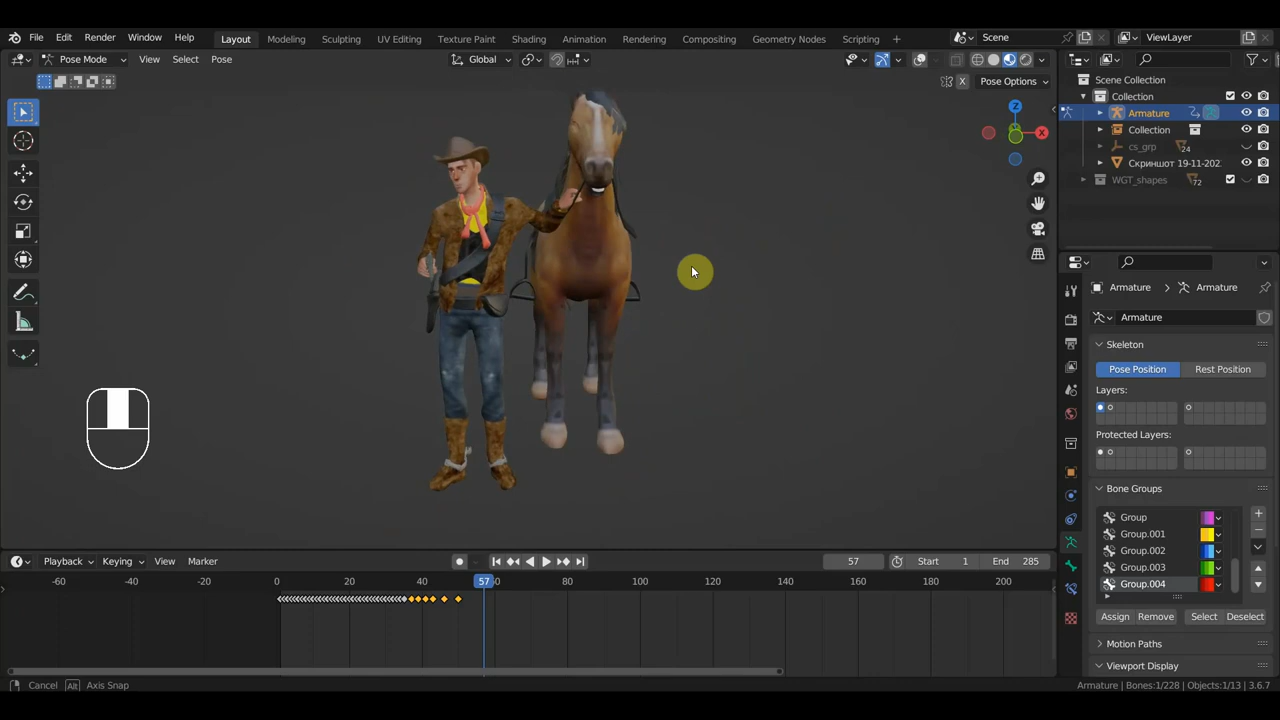 File Edit Render Window Help Layout Modeling Sculpting UV Editing Texture Paint Shading Animation Rendering Compositing Geometry Nodes Scripting + Scene ViewLayer
Pose Mode View Select Pose Global
X Pose Options
Z
X
Scene Collection
Collection
Armature
Collection
cs_grp 24
Скриншот 19-11-202
WGT_shapes 72
Armature > Armature
Armature
Skeleton
Pose Position Rest Position
Layers:
Protected Layers:
Bone Groups
Group
Group.001
Group.002
Group.003
Group.004
Assign Remove Select Deselect
Motion Paths
Viewport Display
Playback Keying View Marker 57 Start 1 End 285
-60 -40 -20 0 20 40 57 60 80 100 120 140 160 180 200
Cancel Alt Axis Snap Armature | Bones:1/228 | Objects:1/13 | 3.6.7